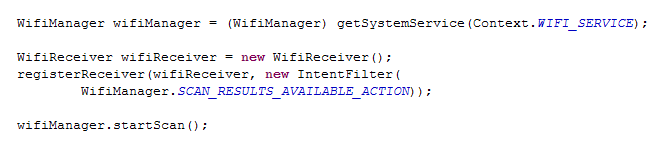 WifiManager wifiManager = (WifiManager) getSystemService(Context.WIFI_SERVICE);
WifiReceiver wifiReceiver = new WifiReceiver();
registerReceiver(wifiReceiver, new IntentFilter(
WifiManager.SCAN_RESULTS_AVAILABLE_ACTION));
wifiManager.startScan();